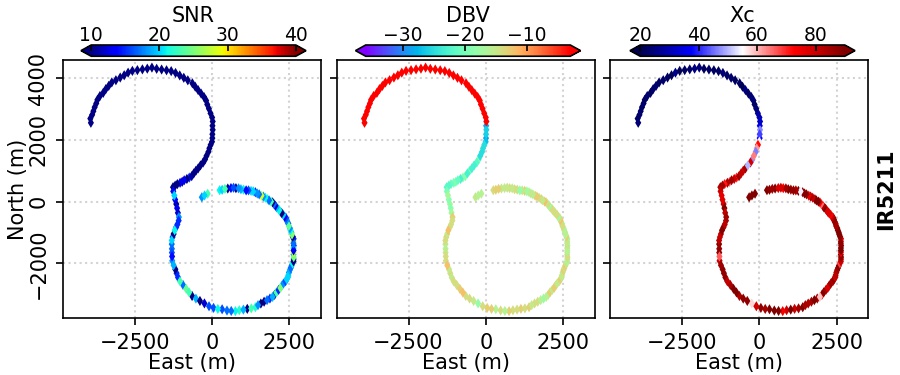 SNR DBV Xc
10 20 30 40 −30 −20 −10 20 40 60 80
4000
2000
0
−2000
North (m)
IR5211
−2500 0 2500 −2500 0 2500 −2500 0 2500
East (m) East (m) East (m)